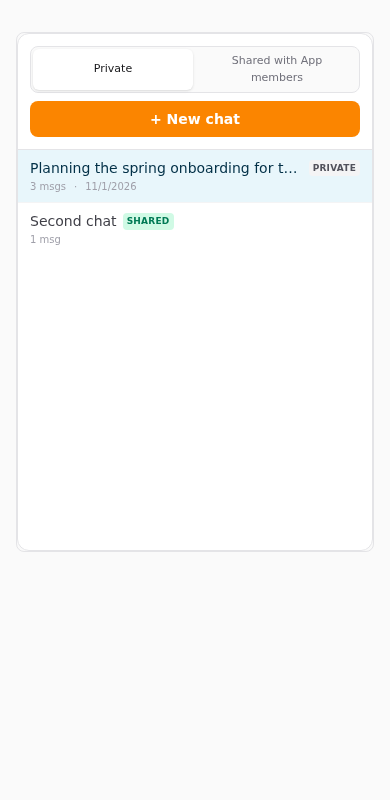 Private
Shared with App
members
+ New chat
Planning the spring onboarding for t… PRIVATE
3 msgs · 11/1/2026
Second chat SHARED
1 msg